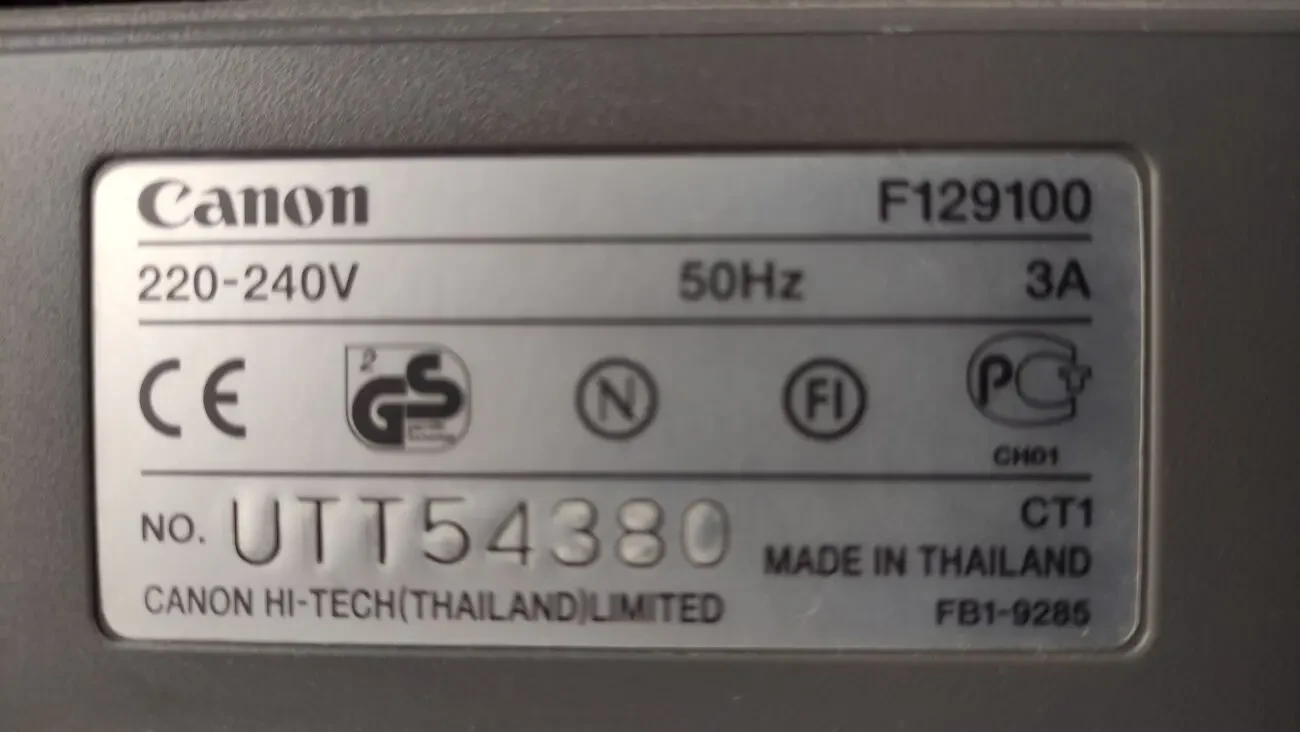 Canon F129100
220-240V 50Hz 3A
CE 2 GS N FI PC
CH01
NO. UTT54380 CT1
MADE IN THAILAND
CANON HI-TECH(THAILAND)LIMITED FB1-9285